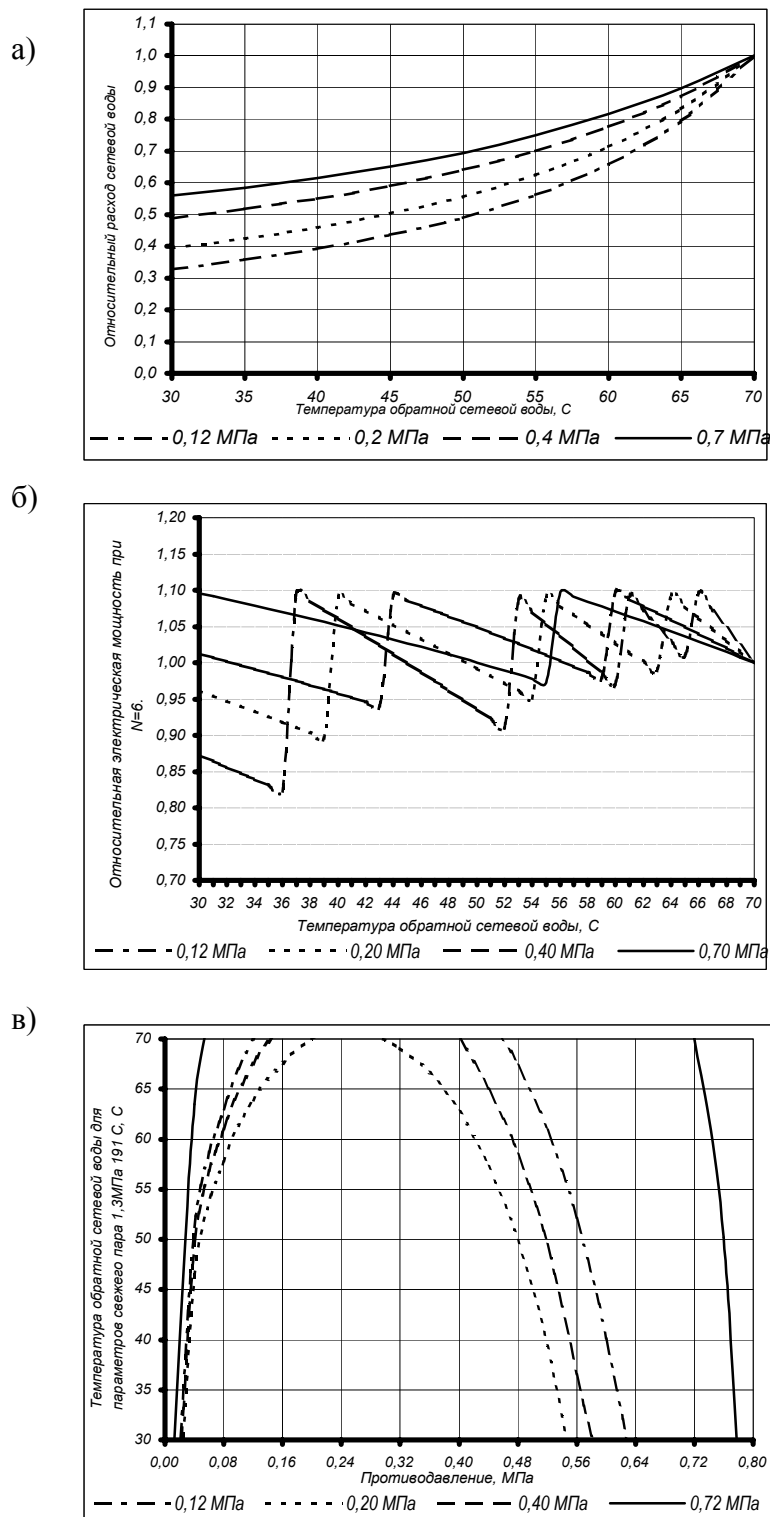 а)
1,1
1,0
0,9
0,8
0,7
0,6
0,5
0,4
0,3
0,2
0,1
0,0
Относительный расход сетевой воды
30 35 40 45 50 55 60 65 70
Температура обратной сетевой воды, С
0,12 МПа 0,2 МПа 0,4 МПа 0,7 МПа
б)
1,20
1,15
1,10
1,05
1,00
0,95
0,90
0,85
0,80
0,75
0,70
Относительная электрическая мощность при
N=6.
30 32 34 36 38 40 42 44 46 48 50 52 54 56 58 60 62 64 66 68 70
Температура обратной сетевой воды, С
0,12 МПа 0,20 МПа 0,40 МПа 0,70 МПа
в)
70
65
60
55
50
45
40
35
30
Температура обратной сетевой воды для
параметров свежего пара 1,3МПа 191 С, С
0,00 0,08 0,16 0,24 0,32 0,40 0,48 0,56 0,64 0,72 0,80
Противодавление, МПа
0,12 МПа 0,20 МПа 0,40 МПа 0,72 МПа